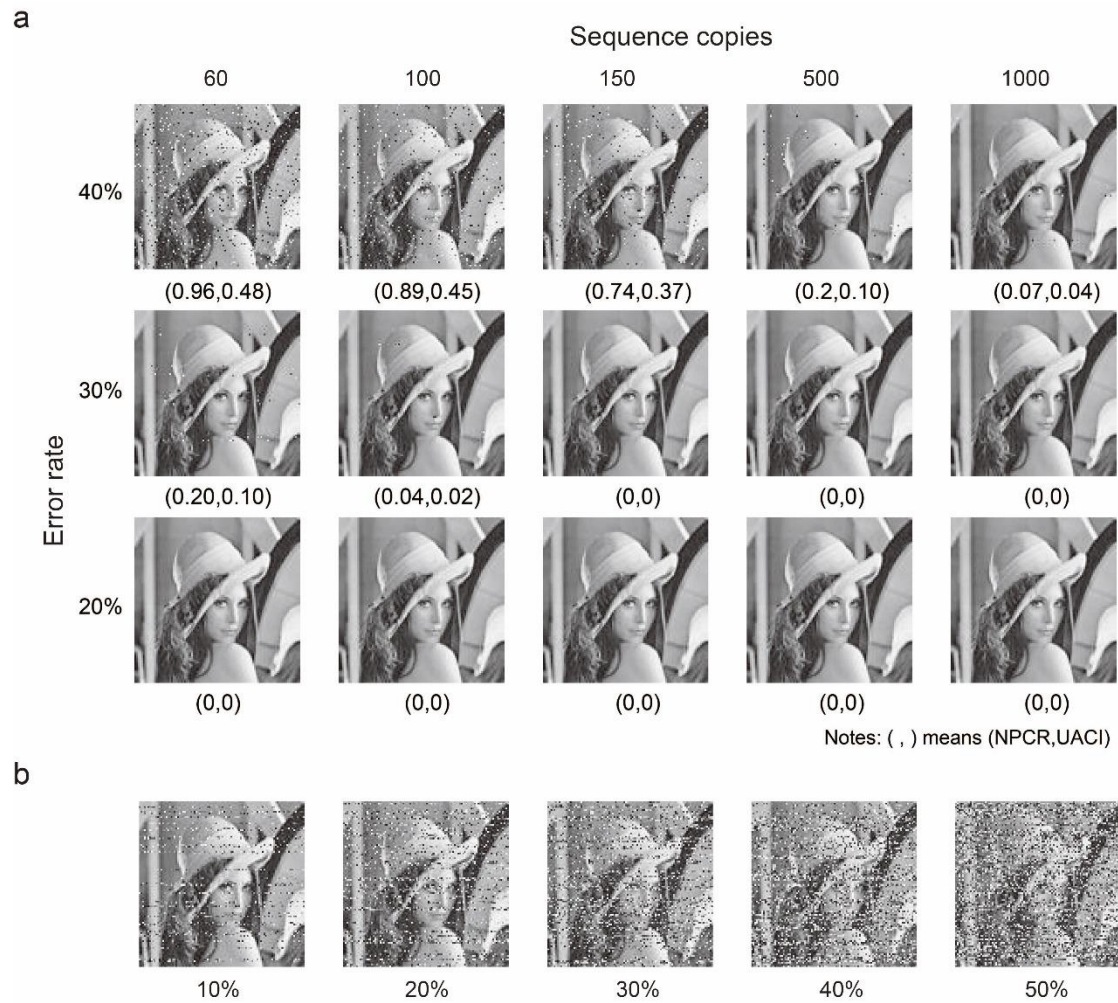 a
Sequence copies
60 100 150 500 1000
40%
(0.96,0.48) (0.89,0.45) (0.74,0.37) (0.2,0.10) (0.07,0.04)
Error rate
30%
(0.20,0.10) (0.04,0.02) (0,0) (0,0) (0,0)
20%
(0,0) (0,0) (0,0) (0,0) (0,0)
Notes: ( , ) means (NPCR,UACI)
b
10% 20% 30% 40% 50%